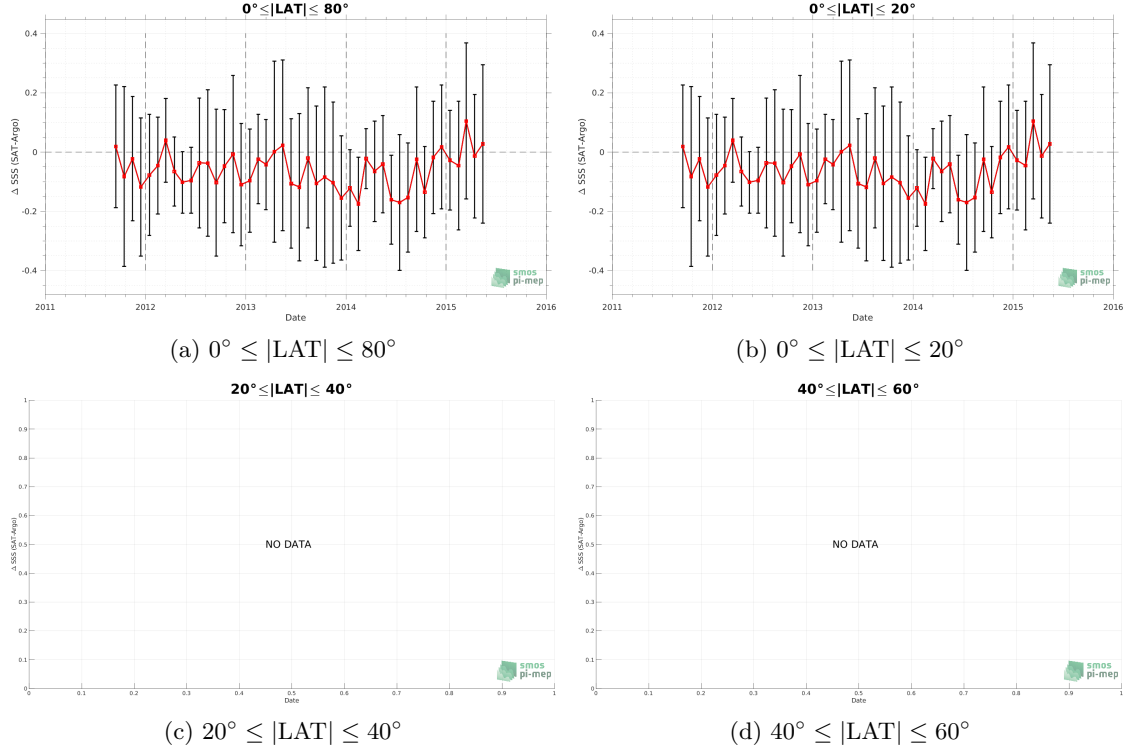 0°≤|LAT|≤ 80°
Δ SSS (SAT-Argo)
0.4
0.2
0
-0.2
-0.4
2011 2012 2013 2014 2015 2016
Date
smos
pi-mep
(a) 0° ≤ |LAT| ≤ 80°
0°≤|LAT|≤ 20°
Δ SSS (SAT-Argo)
0.4
0.2
0
-0.2
-0.4
2011 2012 2013 2014 2015 2016
Date
smos
pi-mep
(b) 0° ≤ |LAT| ≤ 20°
20°≤|LAT|≤ 40°
Δ SSS (SAT-Argo)
1
0.9
0.8
0.7
0.6
0.5
0.4
0.3
0.2
0.1
0
NO DATA
0 0.1 0.2 0.3 0.4 0.5 0.6 0.7 0.8 0.9 1
Date
smos
pi-mep
(c) 20° ≤ |LAT| ≤ 40°
40°≤|LAT|≤ 60°
Δ SSS (SAT-Argo)
1
0.9
0.8
0.7
0.6
0.5
0.4
0.3
0.2
0.1
0
NO DATA
0 0.1 0.2 0.3 0.4 0.5 0.6 0.7 0.8 0.9 1
Date
smos
pi-mep
(d) 40° ≤ |LAT| ≤ 60°